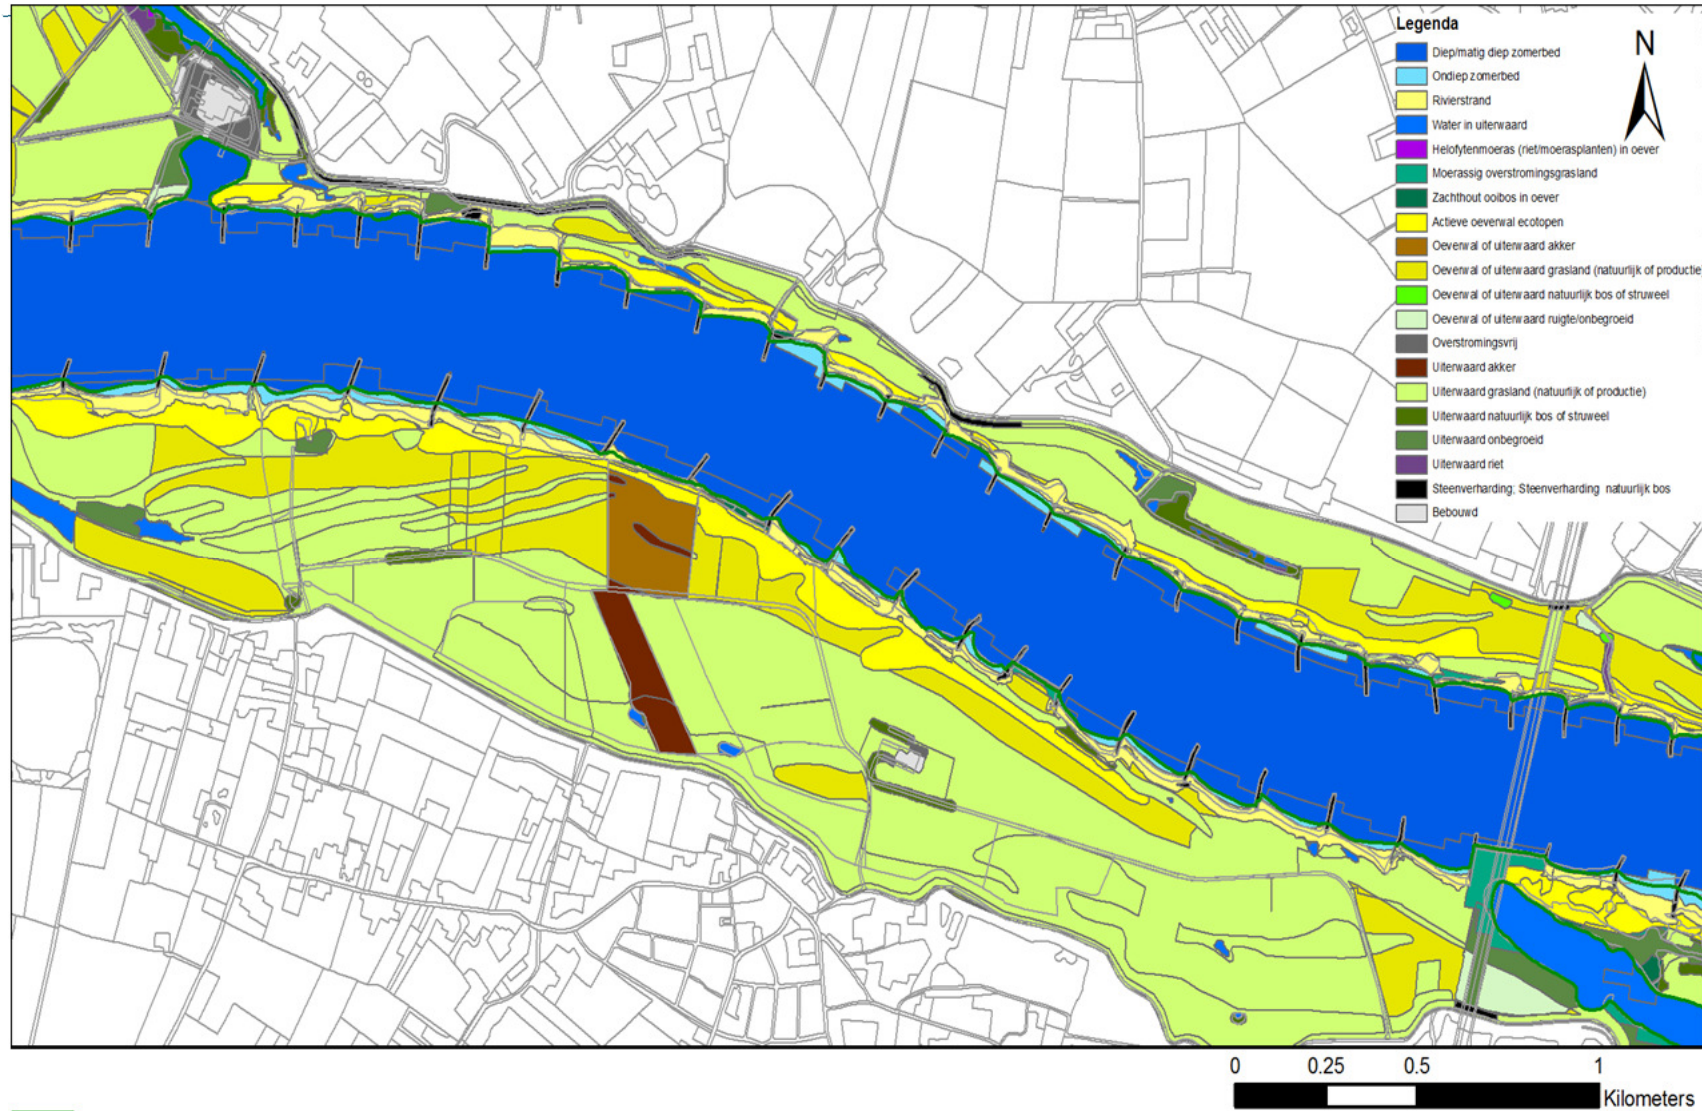 Legenda
N
Diep/matig diep zomerbed
Ondiep zomerbed
Rivierstrand
Water in uiterwaard
Helofytenmoeras (riet/moerasplanten) in oever
Moerassig overstromingsgrasland
Zachthout ooibos in oever
Actieve oeverwal ecotopen
Oeverwal of uiterwaard akker
Oeverwal of uiterwaard grasland (natuurlijk of productie)
Oeverwal of uiterwaard natuurlijk bos of struweel
Oeverwal of uiterwaard ruigte/onbegroeid
Overstromingsvrij
Uiterwaard akker
Uiterwaard grasland (natuurlijk of productie)
Uiterwaard natuurlijk bos of struweel
Uiterwaard onbegroeid
Uiterwaard riet
Steenverharding; Steenverharding natuurlijk bos
Bebouwd
0 0.25 0.5 1
Kilometers